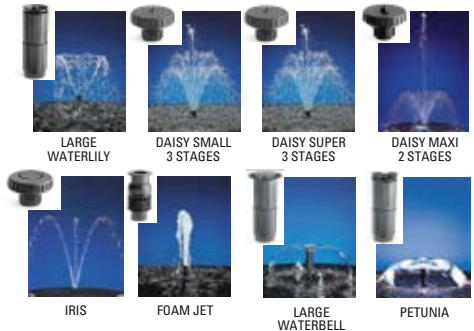 LARGE
WATERLILY
DAISY SMALL
3 STAGES
DAISY SUPER
3 STAGES
DAISY MAXI
2 STAGES
IRIS
FOAM JET
LARGE
WATERBELL
PETUNIA